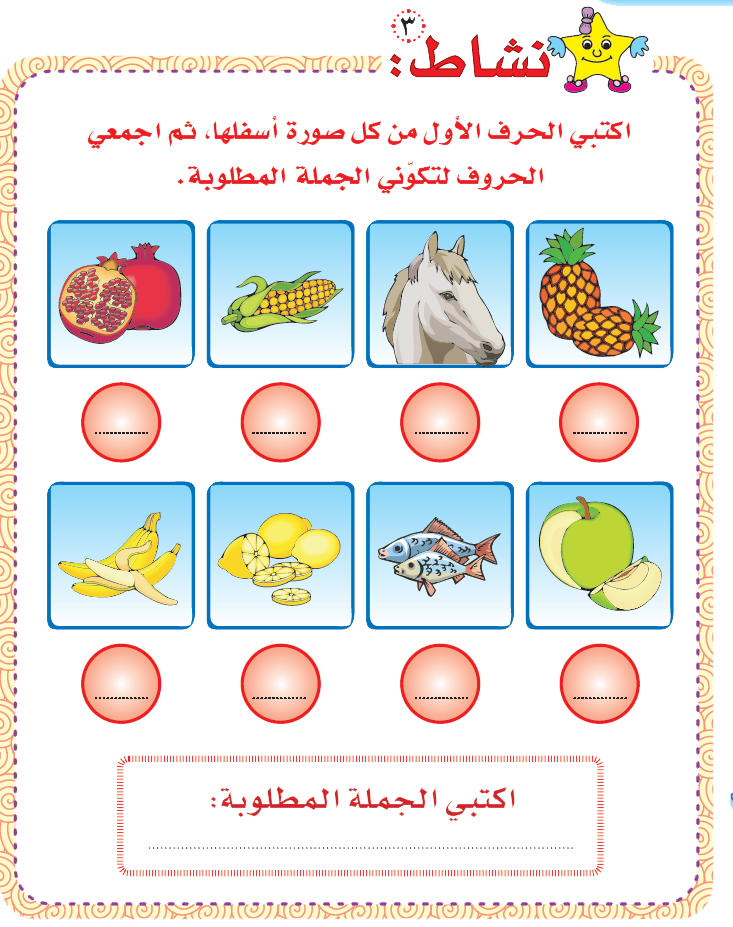 نشاط:
٣
اكتبي الحرف الأول من كل صورة أسفلها، ثم اجمعي
الحروف لتكوّني الجملة المطلوبة.
اكتبي الجملة المطلوبة: